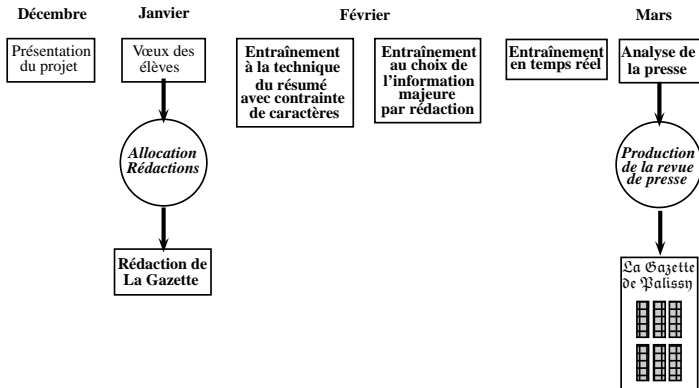 Décembre
Janvier
Février
Mars
Présentation
du projet
Vœux des
élèves
Entraînement
à la technique
du résumé
avec contrainte
de caractères
Entraînement
au choix de
l'information
majeure
par rédaction
Entraînement
en temps réel
Analyse de
la presse
Allocation
Rédactions
Production
de la revue
de presse
Rédaction de
La Gazette
La Gazette
de Palissy